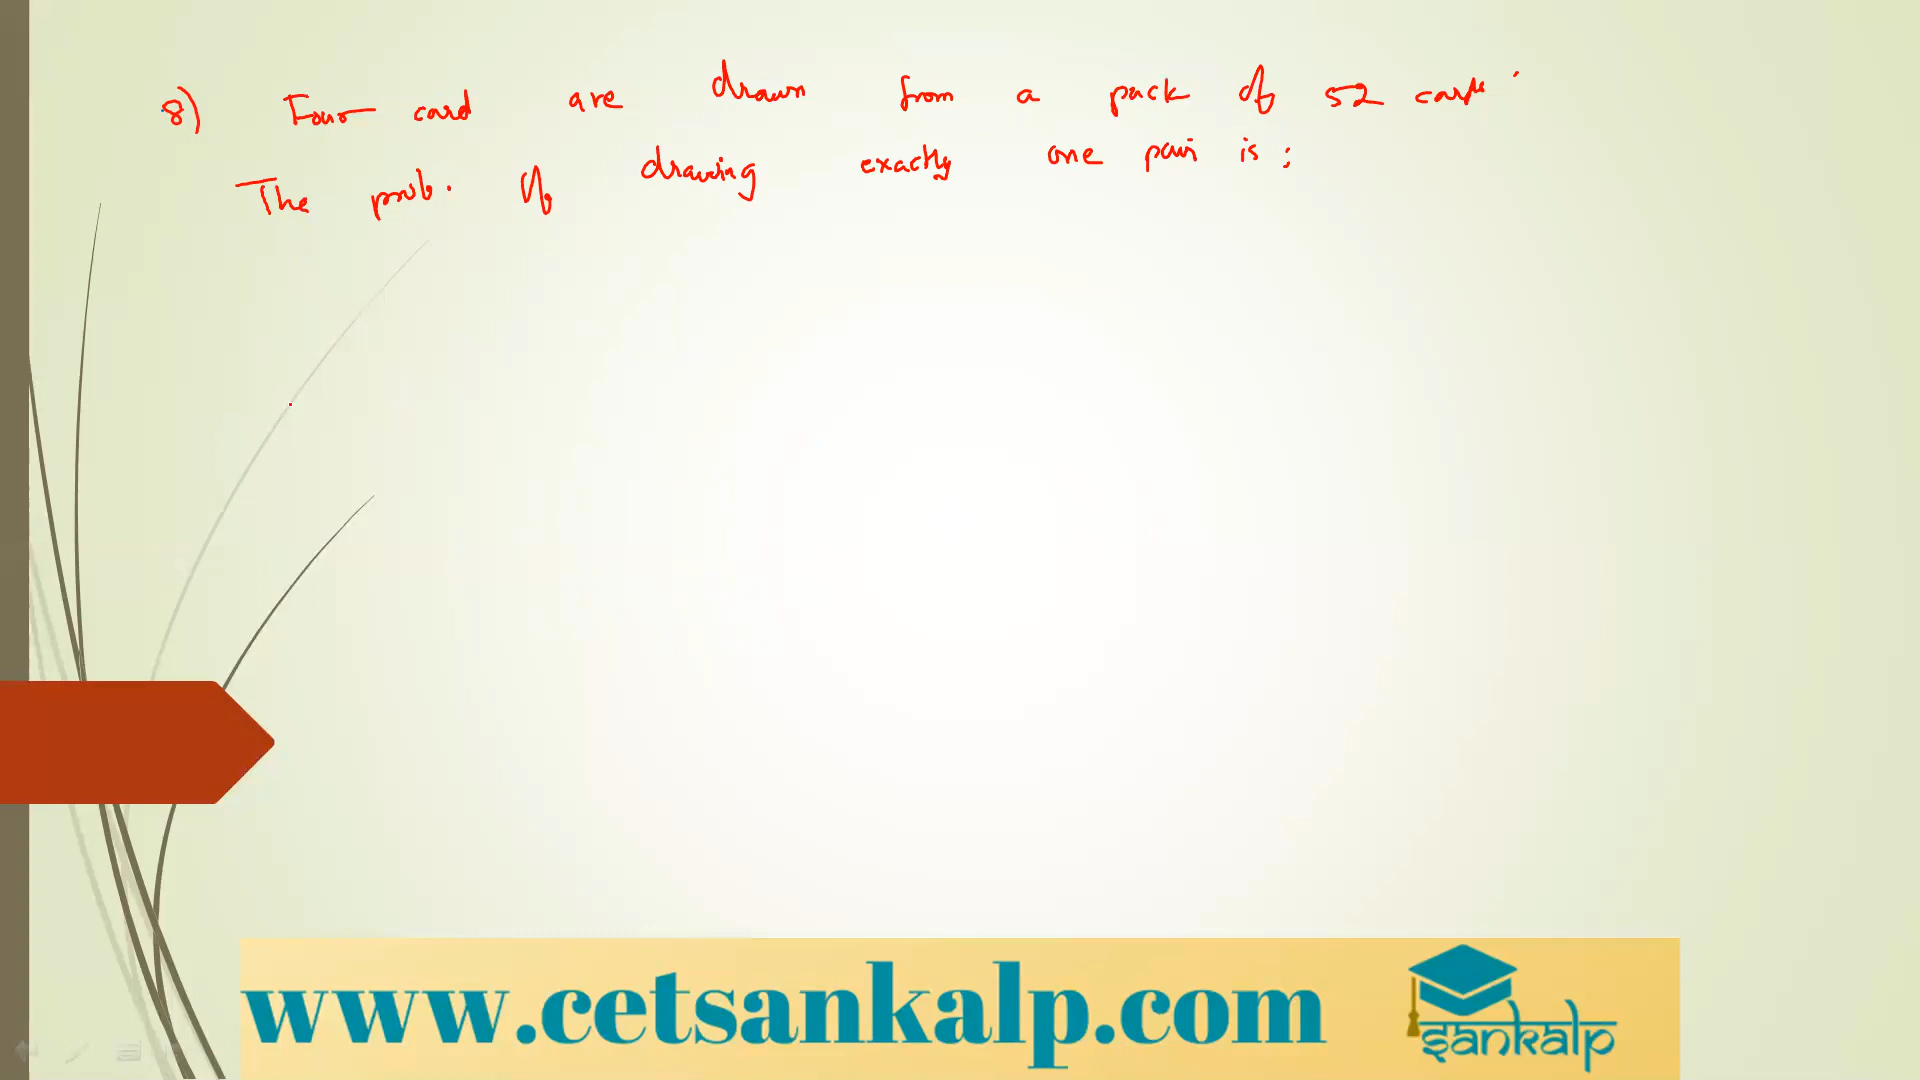 8) Four card are drawn from a pack of 52 cards.
The prob. of drawing exactly one pair is :
www.cetsankalp.com
sankalp